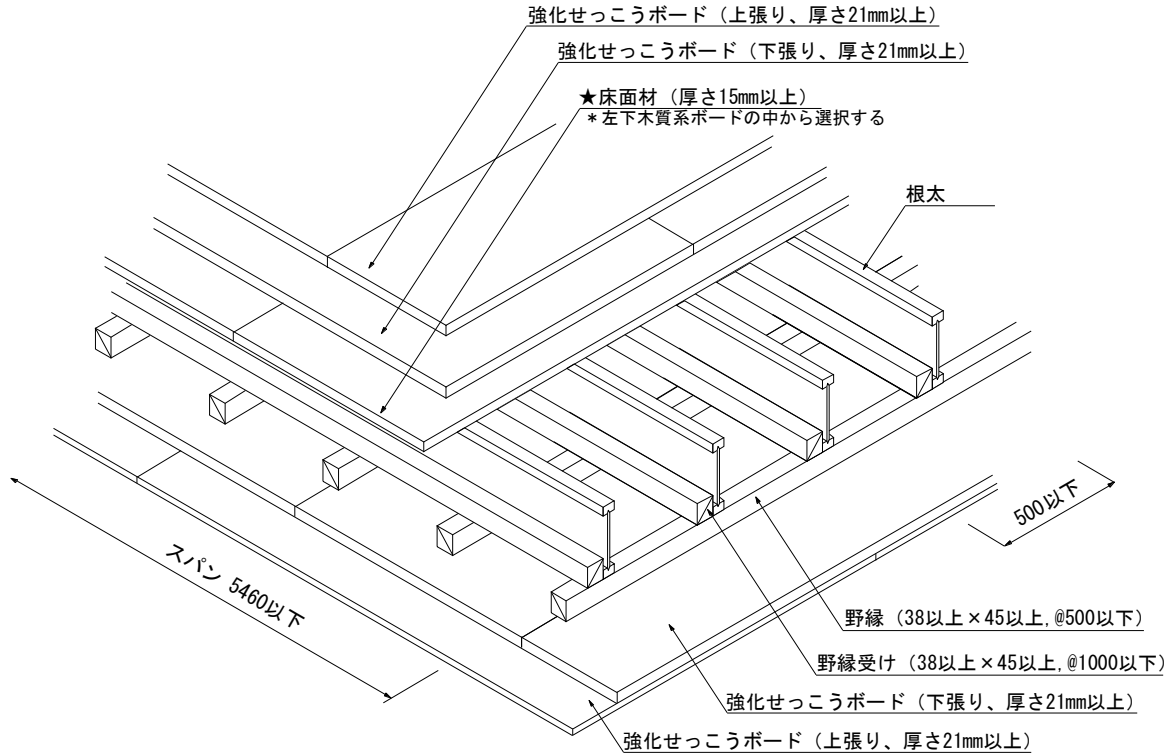 強化せっこうボード（上張り、厚さ21mm以上）
強化せっこうボード（下張り、厚さ21mm以上）
★床面材（厚さ15mm以上）
＊左下木質系ボードの中から選択する
根太
500以下
スパン 5460以下
野縁（38以上×45以上,@500以下）
野縁受け（38以上×45以上,@1000以下）
強化せっこうボード（下張り、厚さ21mm以上）
強化せっこうボード（上張り、厚さ21mm以上）